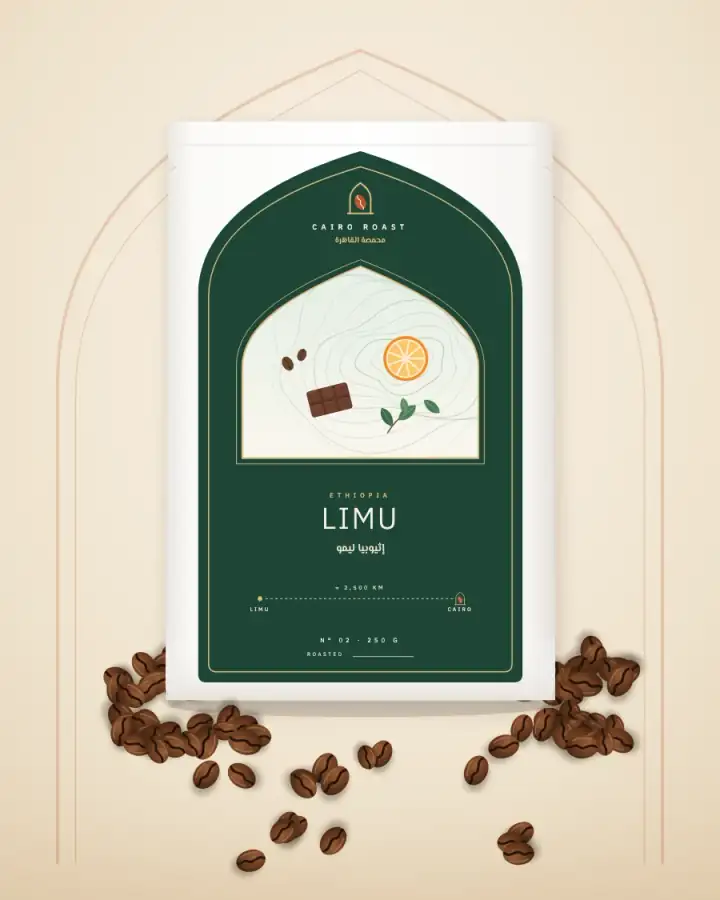 CAIRO ROAST
محمصة القاهرة
ETHIOPIA
LIMU
إثيوبيا ليمو
≈ 2,500 KM
LIMU
CAIRO
N° 02 · 250 G
ROASTED